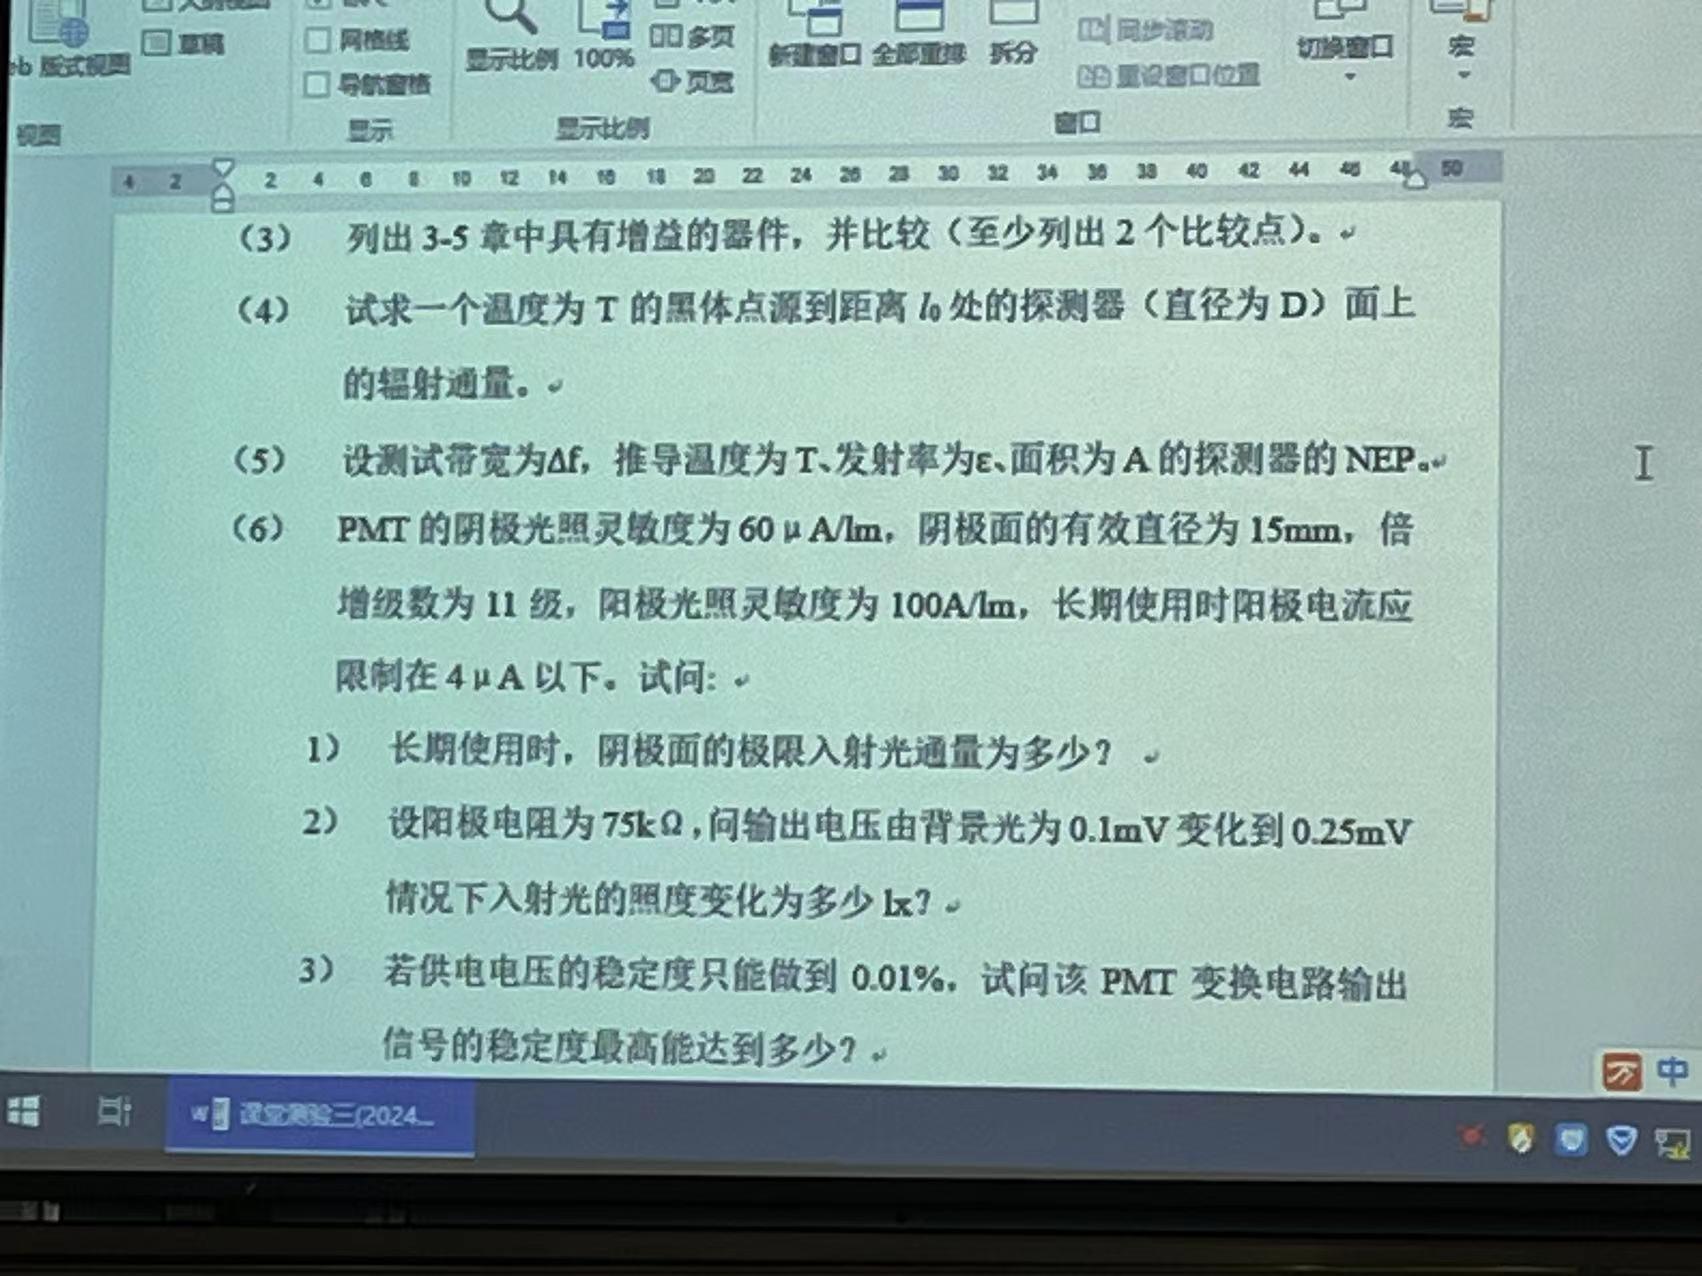 草稿
网格线
导航窗格
显示比例
100%
多页
页宽
新建窗口
全部重排
拆分
同步滚动
重设窗口位置
切换窗口
宏
eb 版式视图
视图
显示
显示比例
窗口
宏
4 2 2 4 6 8 10 12 14 16 18 20 22 24 26 28 30 32 34 36 38 40 42 44 46 48 50
（3） 列出 3-5 章中具有增益的器件，并比较（至少列出 2 个比较点）。
（4） 试求一个温度为 T 的黑体点源到距离 l₀ 处的探测器（直径为 D）面上
的辐射通量。
（5） 设测试带宽为Δf，推导温度为 T、发射率为ε、面积为 A 的探测器的 NEP。
（6） PMT 的阴极光照灵敏度为 60 μ A/lm，阴极面的有效直径为 15mm，倍
增级数为 11 级，阳极光照灵敏度为 100A/lm，长期使用时阳极电流应
限制在 4 μ A 以下。试问：
1） 长期使用时，阴极面的极限入射光通量为多少？
2） 设阳极电阻为 75kΩ，问输出电压由背景光为 0.1mV 变化到 0.25mV
情况下入射光的照度变化为多少 lx？
3） 若供电电压的稳定度只能做到 0.01%，试问该 PMT 变换电路输出
信号的稳定度最高能达到多少？
中
课堂测验三(2024...